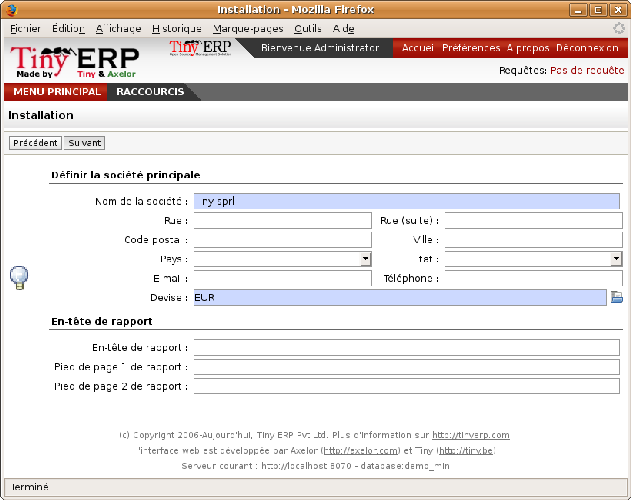 Installation - Mozilla Firefox
Fichier Édition Affichage Historique Marque-pages Outils Aide
Tiny ERP
Made by Tiny & Axelor
Tiny ERP
Bienvenue Administrator
Accueil Préférences A propos Déconnexion
Requêtes: Pas de requête
MENU PRINCIPAL RACCOURCIS
Installation
Précédent Suivant
Définir la société principale
Nom de la société : ny sprl
Rue : Rue (suite) :
Code postal : Ville :
Pays : tat :
E-mail : Téléphone :
Devise : EUR
En-tête de rapport
En-tête de rapport :
Pied de page 1 de rapport :
Pied de page 2 de rapport :
(c) Copyright 2006-Aujourd'hui, Tiny ERP Pvt Ltd. Plus d'information sur http://tinyerp.com
'interface web est développée par Axelor (http://axelor.com) et Tiny (http://tiny.be)
Serveur courant : http://localhost:8070 - database:demo_min
Terminé